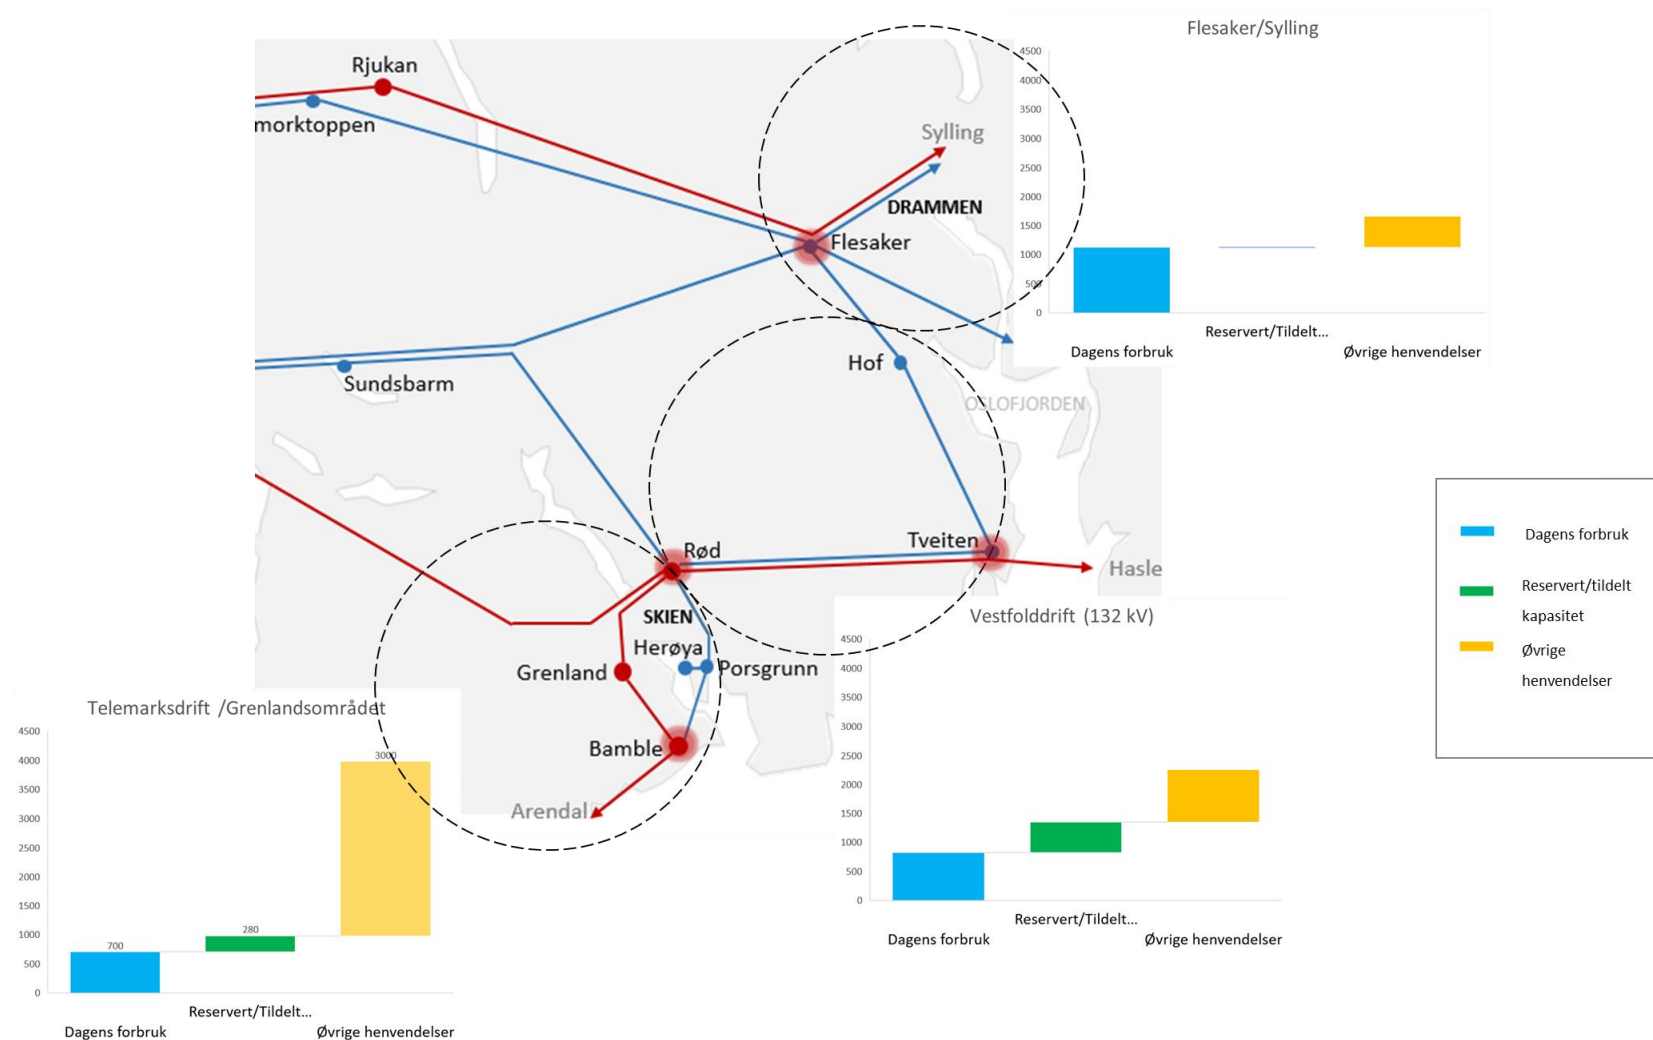 Flesaker/Sylling
4500
4000
3500
3000
2500
2000
1500
1000
500
0
Reservert/Tildelt...
Dagens forbruk
Øvrige henvendelser
Rjukan
morktoppen
Sylling
DRAMMEN
Flesaker
Hof
Sundsbarm
OSLOFJORDEN
Tveiten
Rød
Hasle
SKIEN
Herøya
Grenland
Porsgrunn
Bamble
Arendal
Dagens forbruk
Reservert/tildelt
kapasitet
Øvrige
henvendelser
Vestfolddrift (132 kV)
4500
4000
3500
3000
2500
2000
1500
1000
500
0
Reservert/Tildelt...
Dagens forbruk
Øvrige henvendelser
Telemarksdrift /Grenlandsområdet
4500
4000
3500
3000
2500
2000
1500
1000
500
0
700
280
3000
Reservert/Tildelt...
Dagens forbruk
Øvrige henvendelser